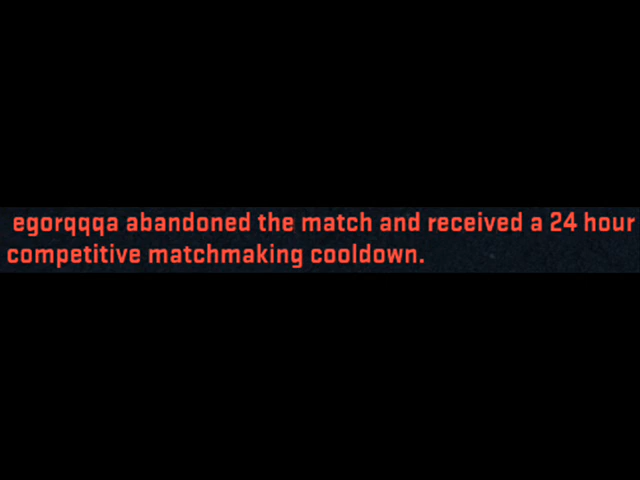 egorqqqa abandoned the match and received a 24 hour
competitive matchmaking cooldown.